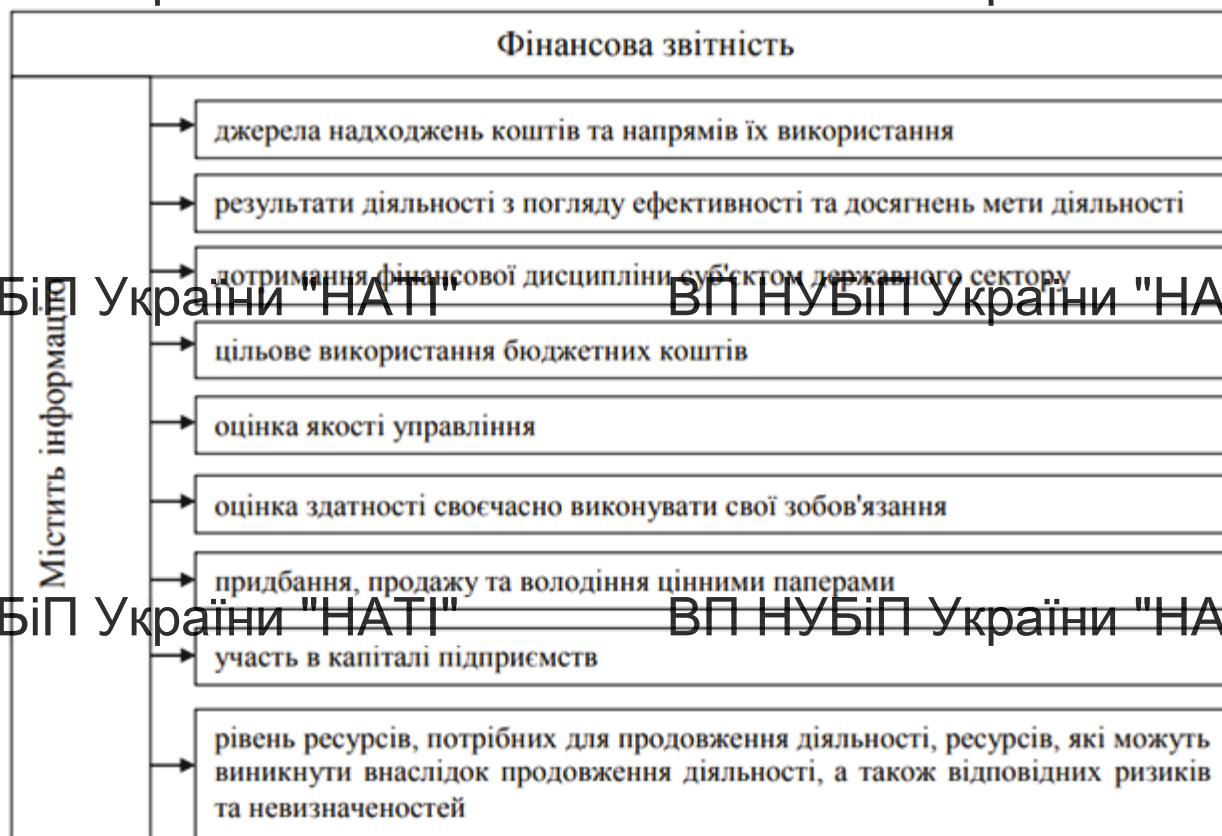 Фінансова звітність
Містить інформацію
джерела надходжень коштів та напрямів їх використання
результати діяльності з погляду ефективності та досягнень мети діяльності
дотримання фінансової дисципліни суб'єктом державного сектору
БіП України "НАТІ" ВП НУБіП України "НА
цільове використання бюджетних коштів
оцінка якості управління
оцінка здатності своєчасно виконувати свої зобов'язання
придбання, продажу та володіння цінними паперами
БіП України "НАТІ" ВП НУБіП України "НА
участь в капіталі підприємств
рівень ресурсів, потрібних для продовження діяльності, ресурсів, які можуть
виникнути внаслідок продовження діяльності, а також відповідних ризиків
та невизначеностей